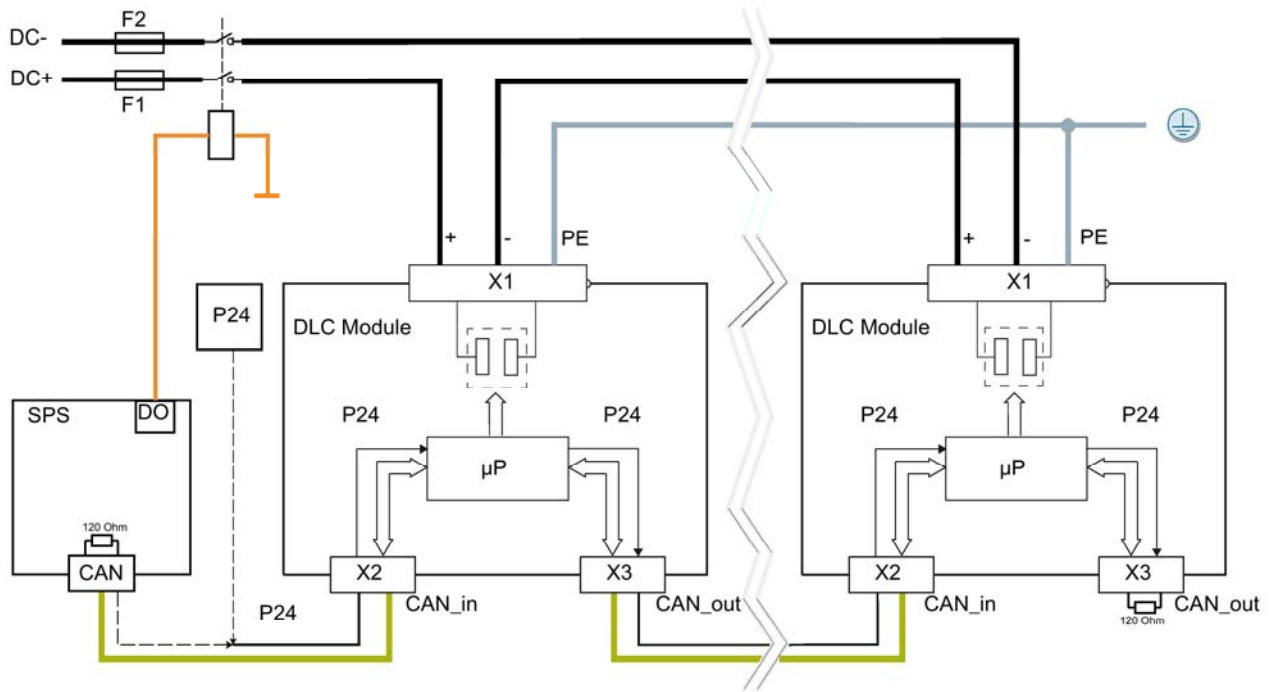 F2
DC-
DC+
F1
+
-
PE
+
-
PE
X1
X1
P24
DLC Module
DLC Module
SPS
DO
P24
P24
P24
P24
µP
µP
120 Ohm
CAN
X2
X3
X2
X3
P24
CAN_in
CAN_out
CAN_in
120 Ohm
CAN_out